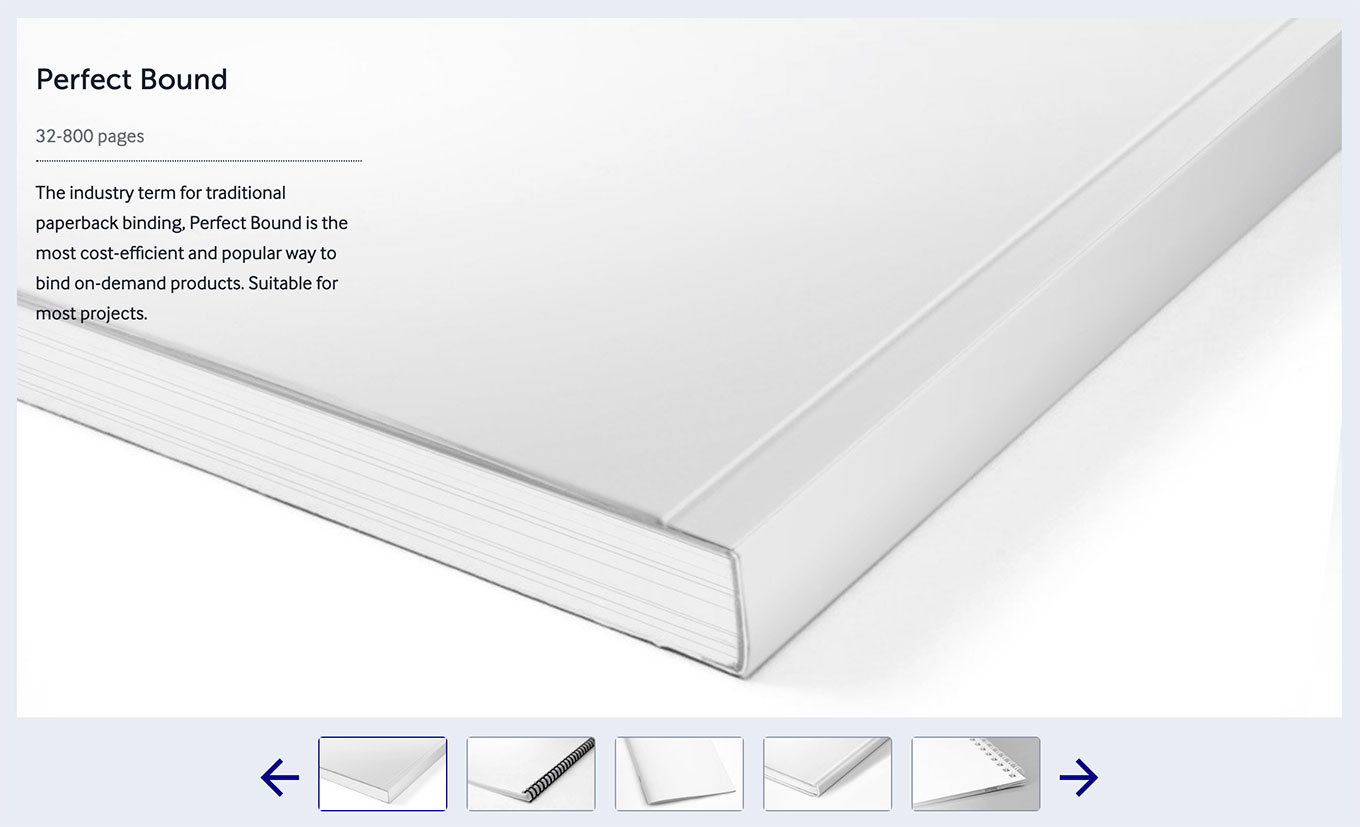 Perfect Bound
32-800 pages
The industry term for traditional
paperback binding, Perfect Bound is the
most cost-efficient and popular way to
bind on-demand products. Suitable for
most projects.